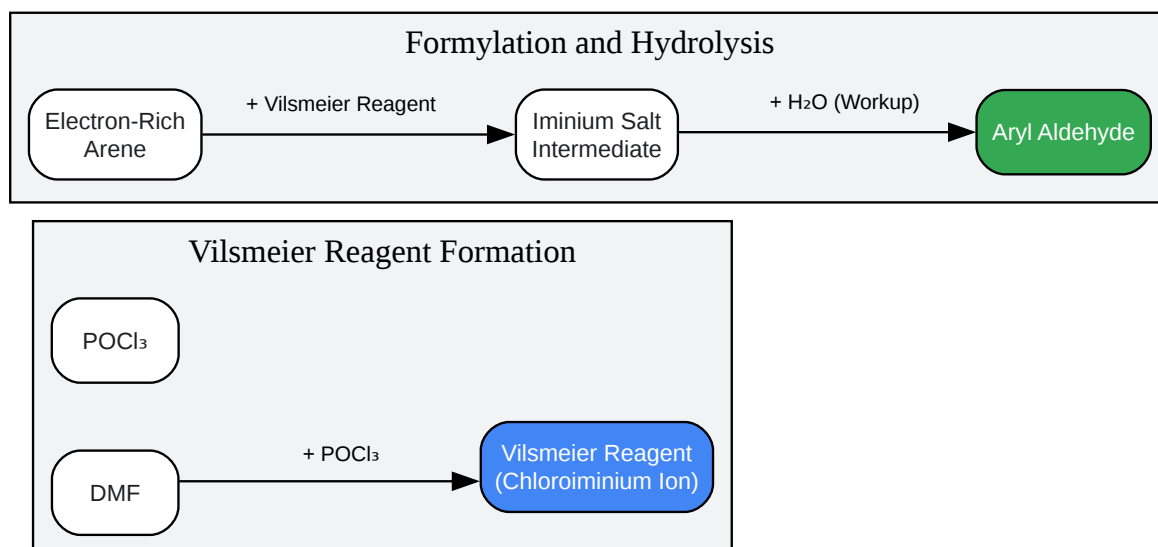 Formylation and Hydrolysis
Electron-Rich
Arene
+ Vilsmeier Reagent
Iminium Salt
Intermediate
+ H₂O (Workup)
Aryl Aldehyde
Vilsmeier Reagent Formation
POCl₃
DMF
+ POCl₃
Vilsmeier Reagent
(Chloroiminium Ion)